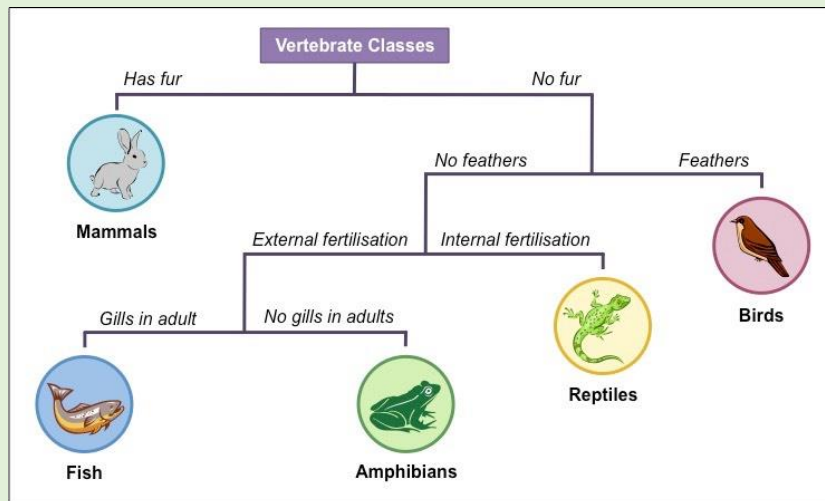 Vertebrate Classes
Has fur
No fur
No feathers
Feathers
Mammals
External fertilisation
Internal fertilisation
Birds
Gills in adult
No gills in adults
Reptiles
Fish
Amphibians